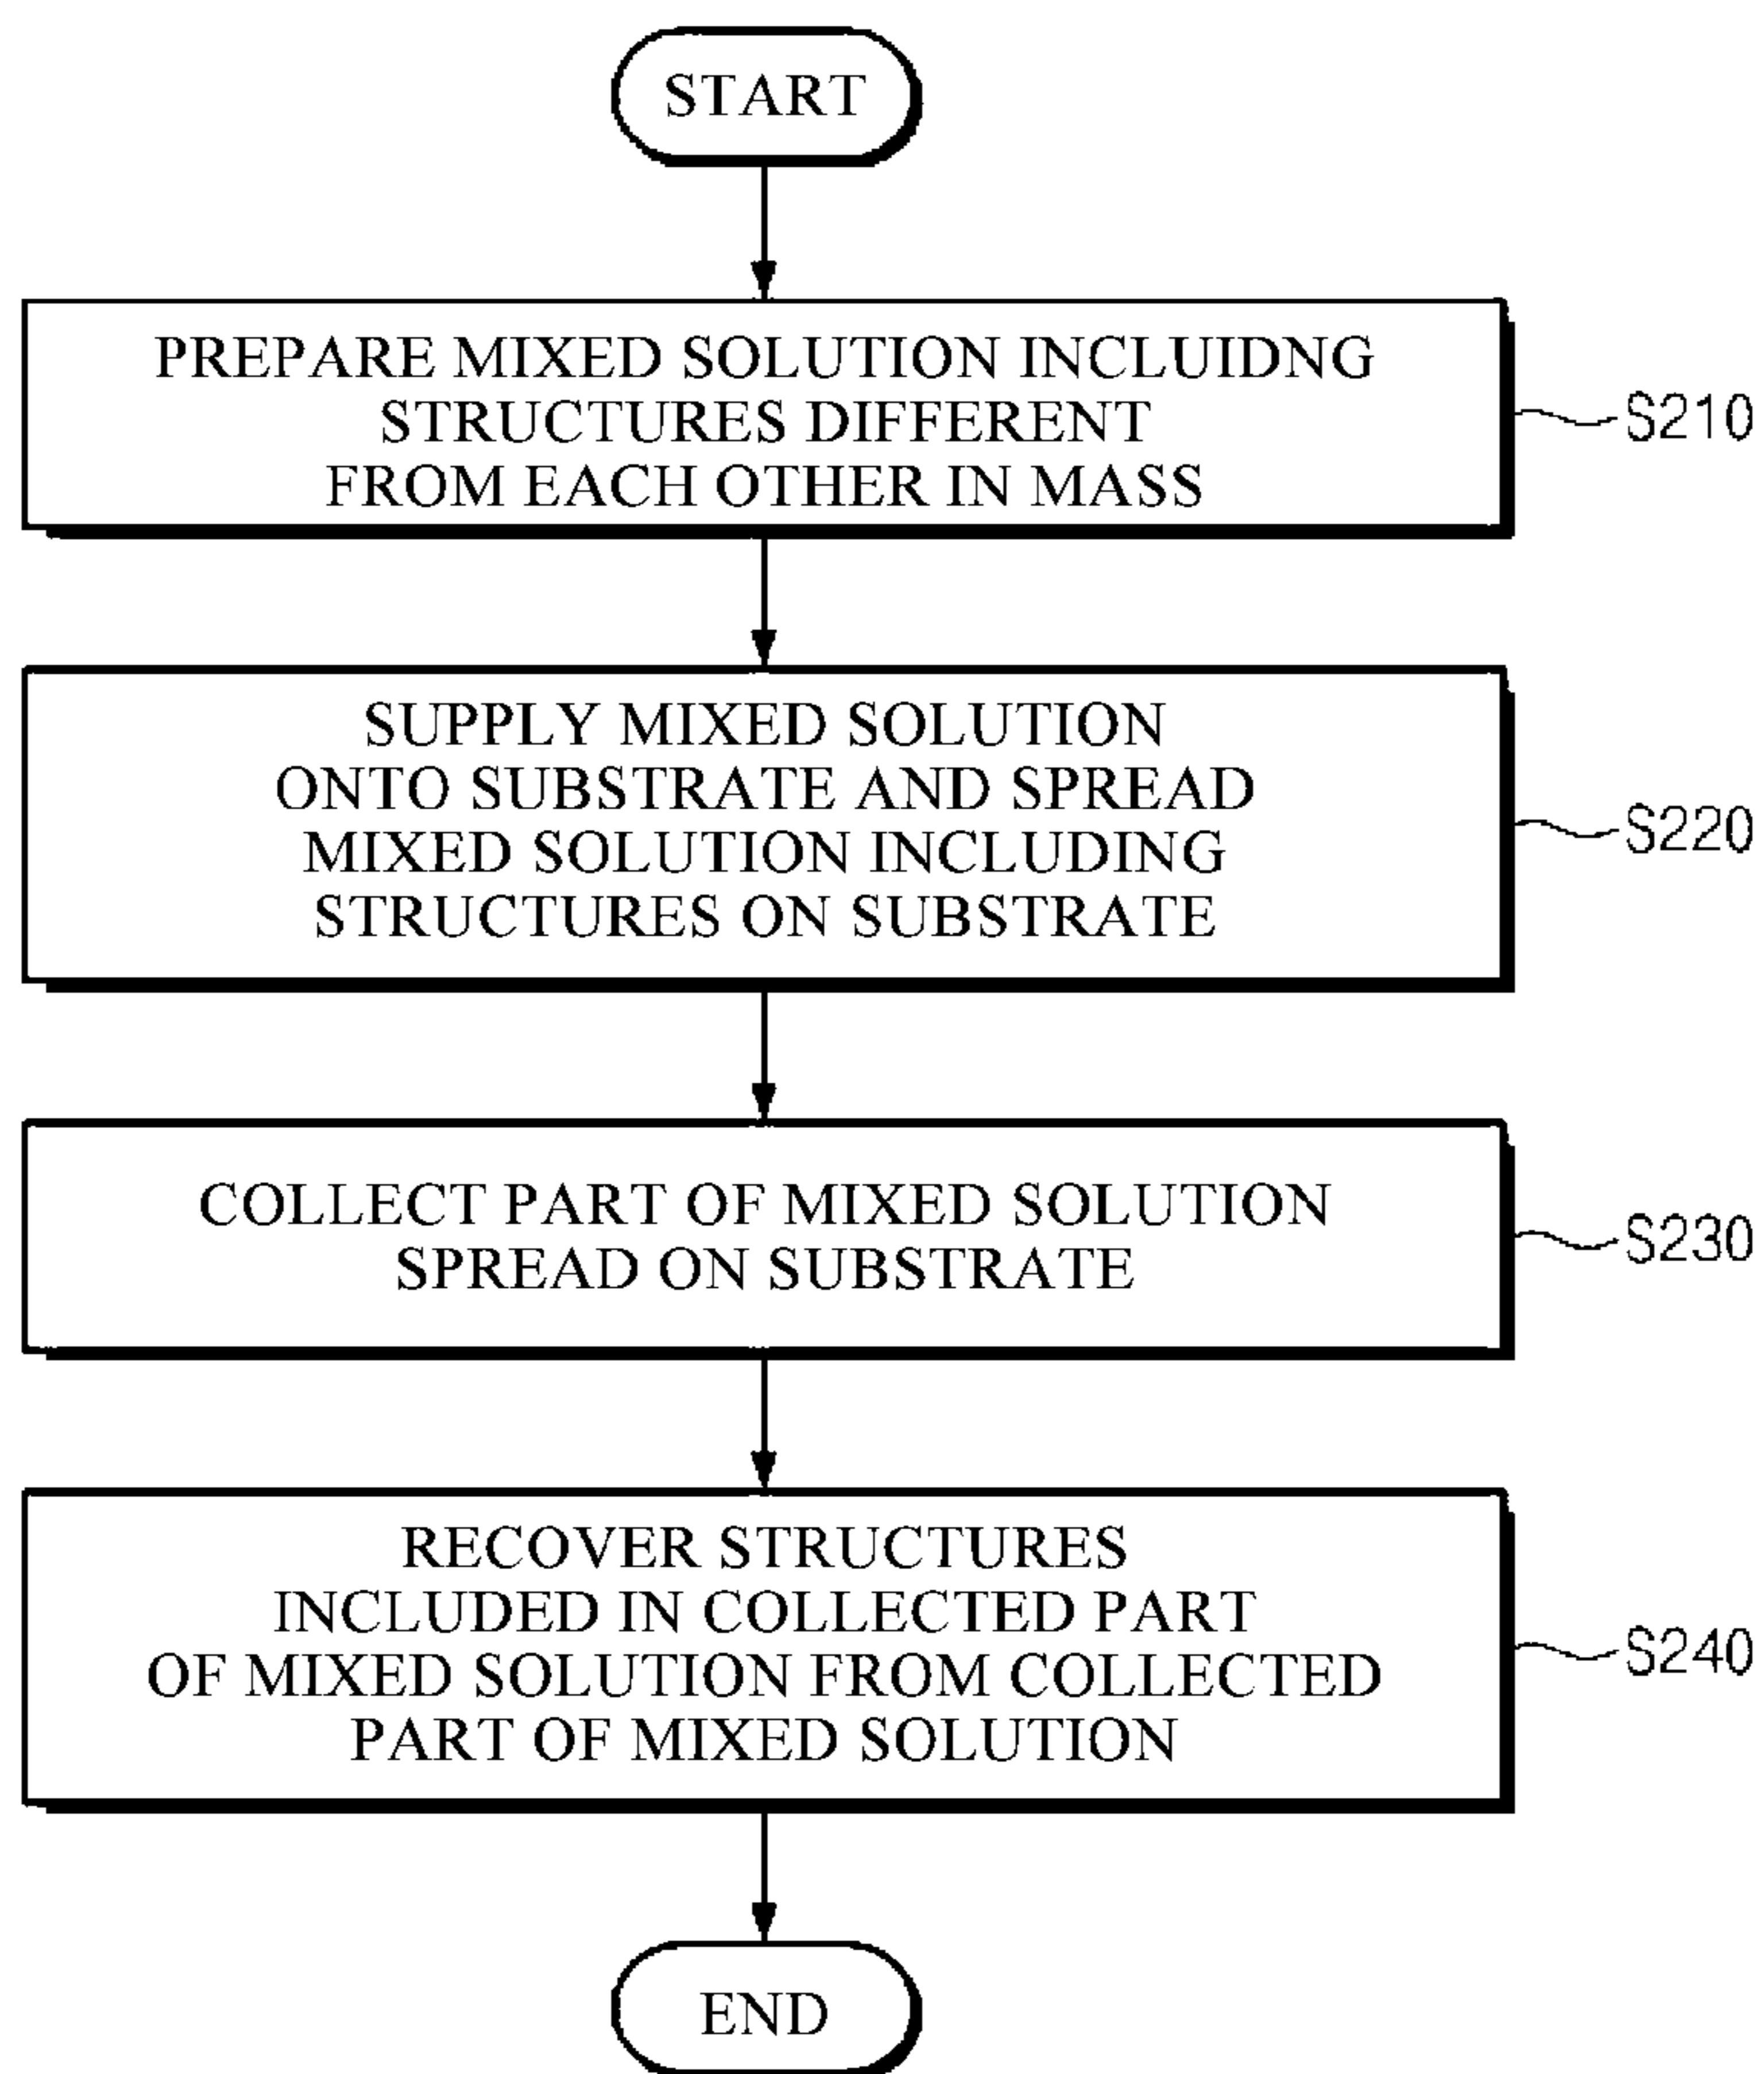 START
PREPARE MIXED SOLUTION INCLUIDNG
STRUCTURES DIFFERENT
FROM EACH OTHER IN MASS
S210
SUPPLY MIXED SOLUTION
ONTO SUBSTRATE AND SPREAD
MIXED SOLUTION INCLUDING
STRUCTURES ON SUBSTRATE
S220
COLLECT PART OF MIXED SOLUTION
SPREAD ON SUBSTRATE
S230
RECOVER STRUCTURES
INCLUDED IN COLLECTED PART
OF MIXED SOLUTION FROM COLLECTED
PART OF MIXED SOLUTION
S240
END